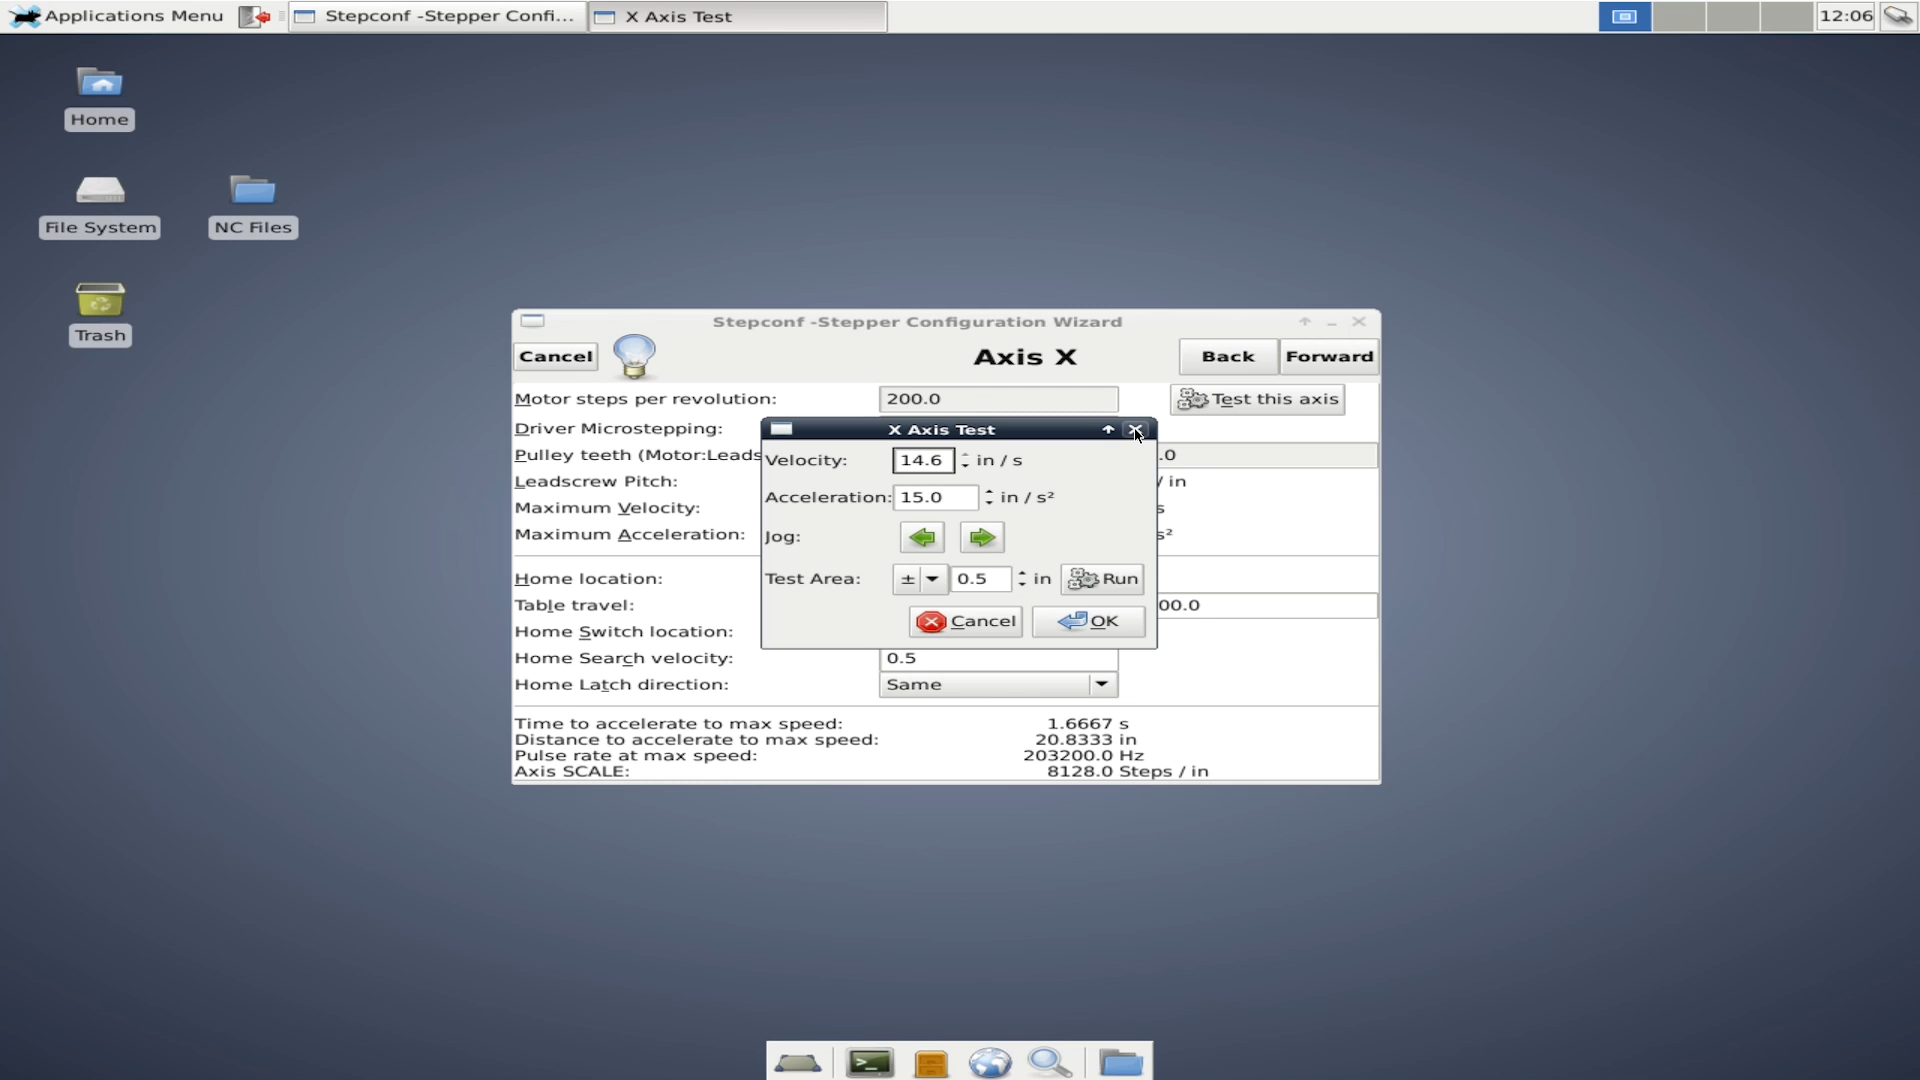 Applications Menu
Stepconf -Stepper Confi...
X Axis Test
12:06
Home
File System
NC Files
Trash
Stepconf -Stepper Configuration Wizard
Cancel
Axis X
Back
Forward
Motor steps per revolution:
200.0
Test this axis
Driver Microstepping:
Pulley teeth (Motor:Leads
.0
Leadscrew Pitch:
/ in
Maximum Velocity:
s
Maximum Acceleration:
s²
Home location:
Table travel:
00.0
Home Switch location:
Home Search velocity:
0.5
Home Latch direction:
Same
Time to accelerate to max speed:
1.6667 s
Distance to accelerate to max speed:
20.8333 in
Pulse rate at max speed:
203200.0 Hz
Axis SCALE:
8128.0 Steps / in
X Axis Test
Velocity:
14.6
in / s
Acceleration:
15.0
in / s²
Jog:
Test Area:
±
0.5
in
Run
Cancel
OK